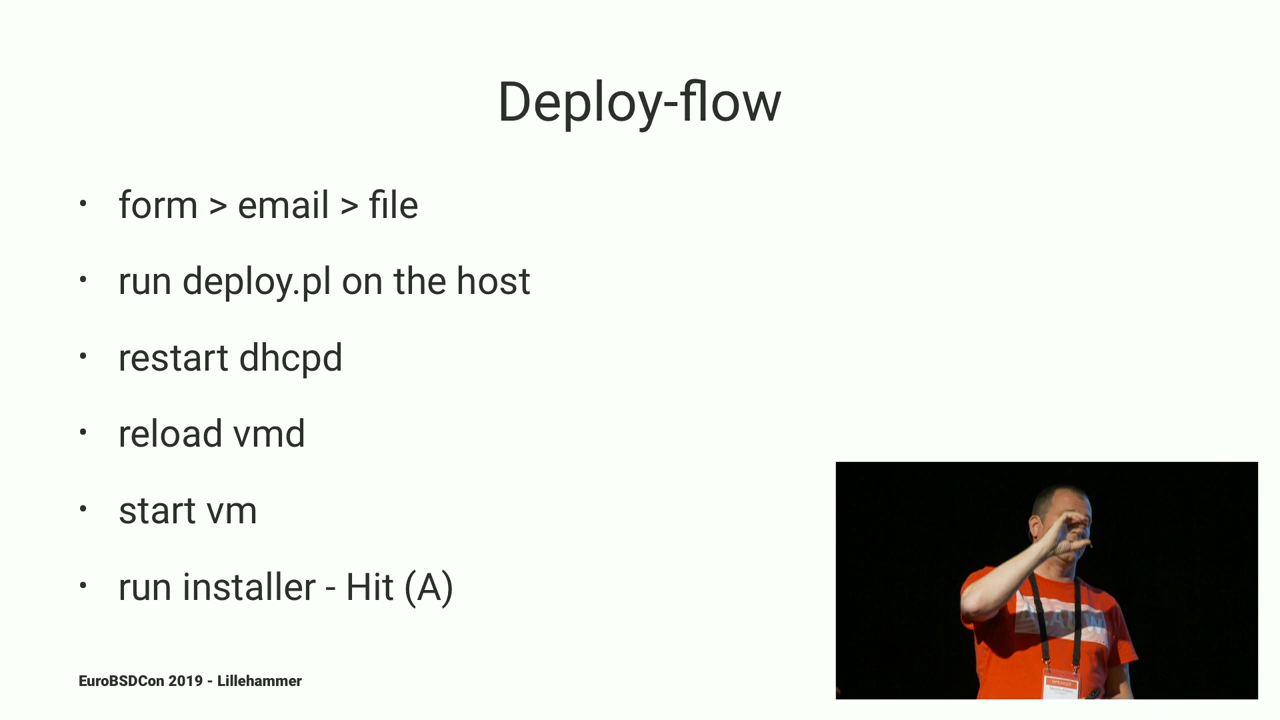 Deploy-flow
• form > email > file
• run deploy.pl on the host
• restart dhcpd
• reload vmd
• start vm
• run installer - Hit (A)
EuroBSDCon 2019 - Lillehammer
SPEAKER